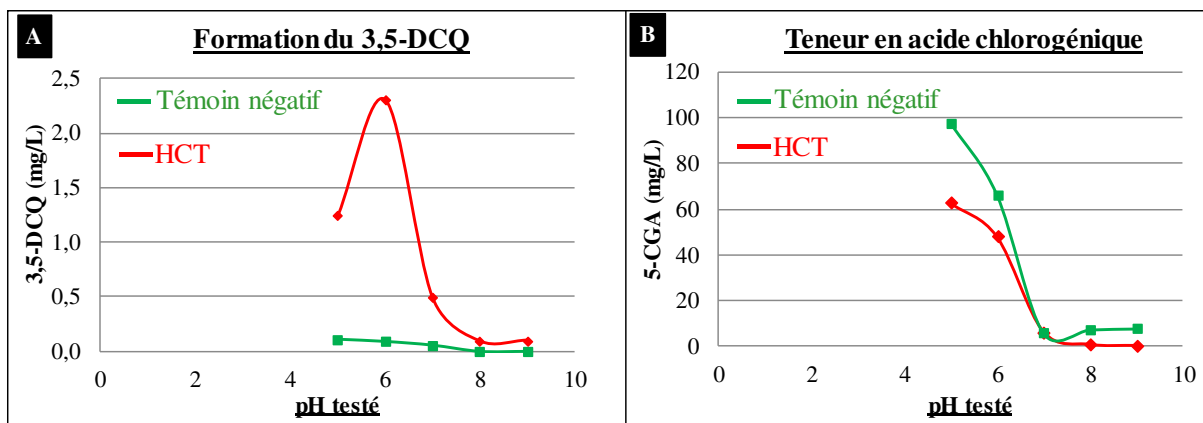 A
Formation du 3,5-DCQ
2,5
2,0
1,5
1,0
0,5
0,0
3,5-DCQ (mg/L)
Témoin négatif
HCT
0
2
4
6
8
10
pH testé
B
Teneur en acide chlorogénique
120
100
80
60
40
20
0
5-CGA (mg/L)
Témoin négatif
HCT
0
2
4
6
8
10
pH testé